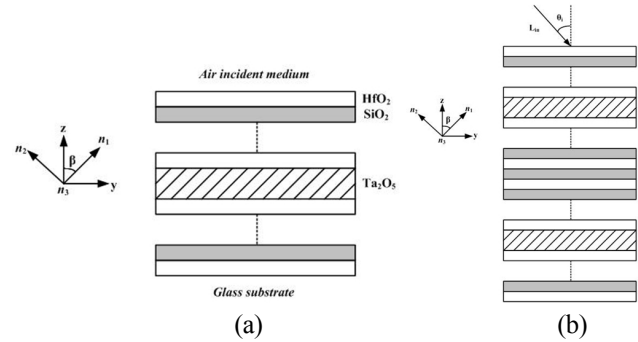 Air incident medium
HfO2
SiO2
z
n2
β
n1
n3
y
Ta2O5
Glass substrate
(a)
θi
Lin
z
n2
β
n1
n3
y
(b)